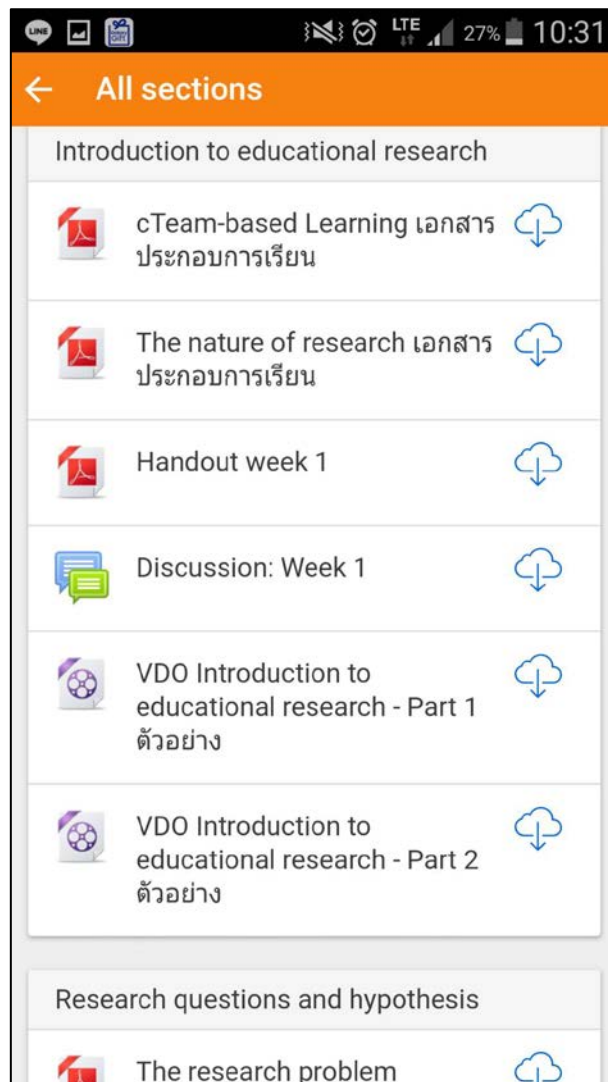 LINE
LTE 27% 10:31
All sections
Introduction to educational research
cTeam-based Learning เอกสาร
ประกอบการเรียน
The nature of research เอกสาร
ประกอบการเรียน
Handout week 1
Discussion: Week 1
VDO Introduction to
educational research - Part 1
ตัวอย่าง
VDO Introduction to
educational research - Part 2
ตัวอย่าง
Research questions and hypothesis
The research problem